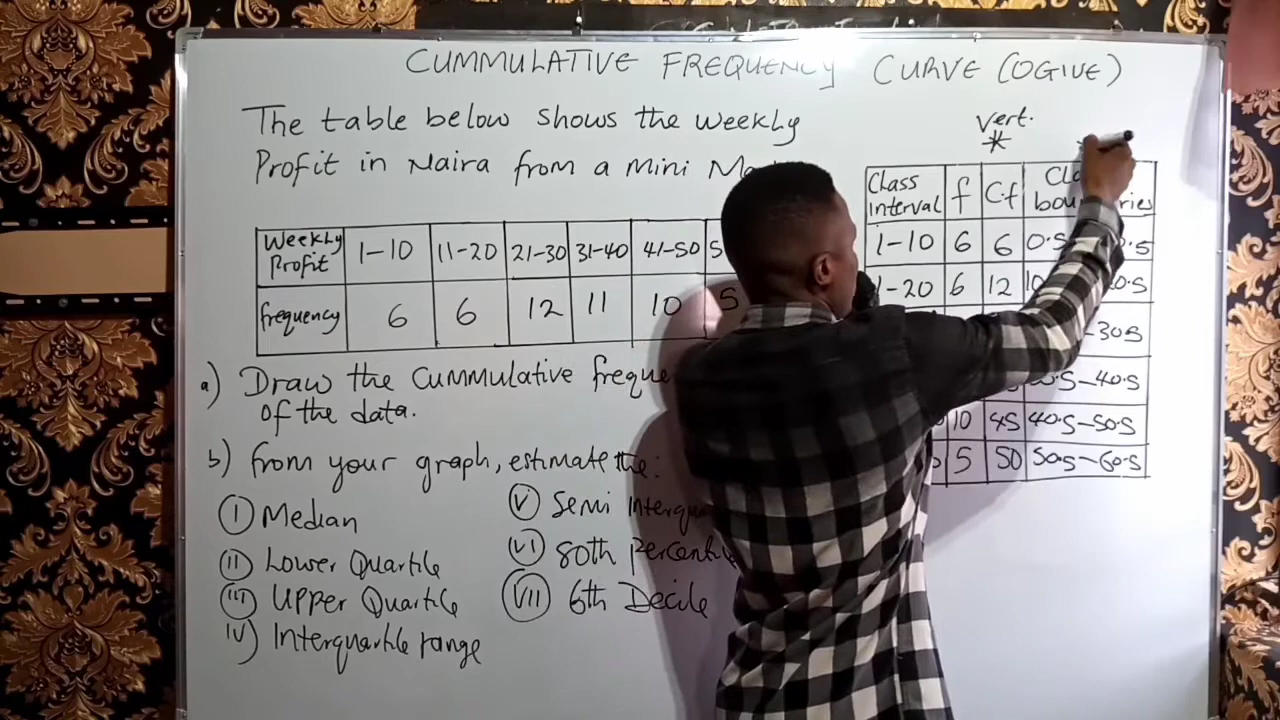 CUMMULATIVE FREQUENCY CURVE (OGIVE)
The table below shows the weekly
Profit in Naira from a Mini
Weekly Profit 1-10 11-20 21-30 31-40 41-50
frequency 6 6 12 11 10 5
a) Draw the Cummulative
of the data.
b) from your graph, estimate the:
(I) Median
(II) Lower Quartile
(III) Upper Quartile
IV) Interquartile range
(V) Semi
(VI) 80th
(VII) 6th Decile
Vert.
*
Class interval f C.f
1-10 6 6 0.5
-20 6 12
-30.5
-40.5
10 45 40.5-50.5
5 50 50.5-60.5